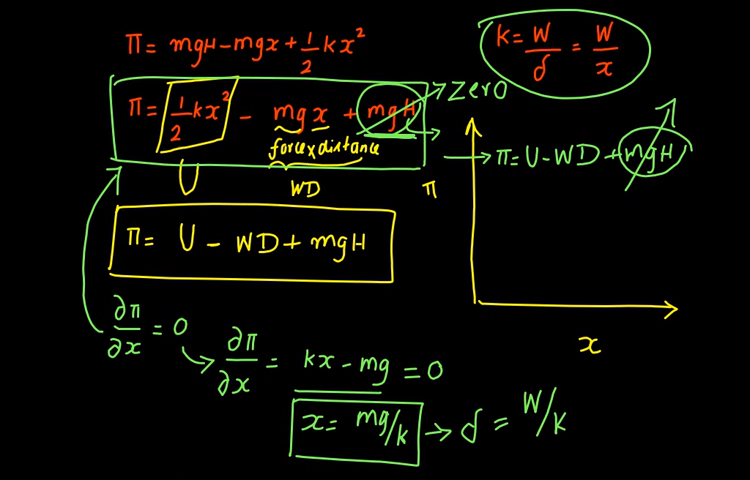 π = mgH - mgx + 1/2 kx²
k = W/δ = W/x
π = 1/2 kx² - mgx + mgH
zero
force x distance
U
WD
π = U - WD + mgH
π
π = U - WD + mgH
x
∂π/∂x = 0
∂π/∂x = kx - mg = 0
x = mg/k → δ = W/k